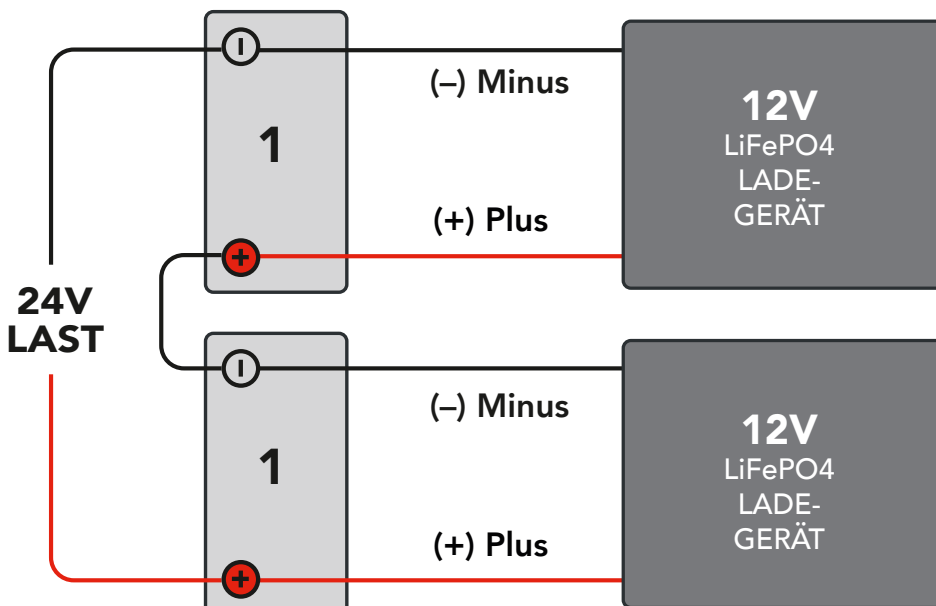 (–) Minus
12V
LiFePO4
LADE-
GERÄT
1
(+) Plus
+
24V
LAST
(–) Minus
12V
LiFePO4
LADE-
GERÄT
1
(+) Plus
+